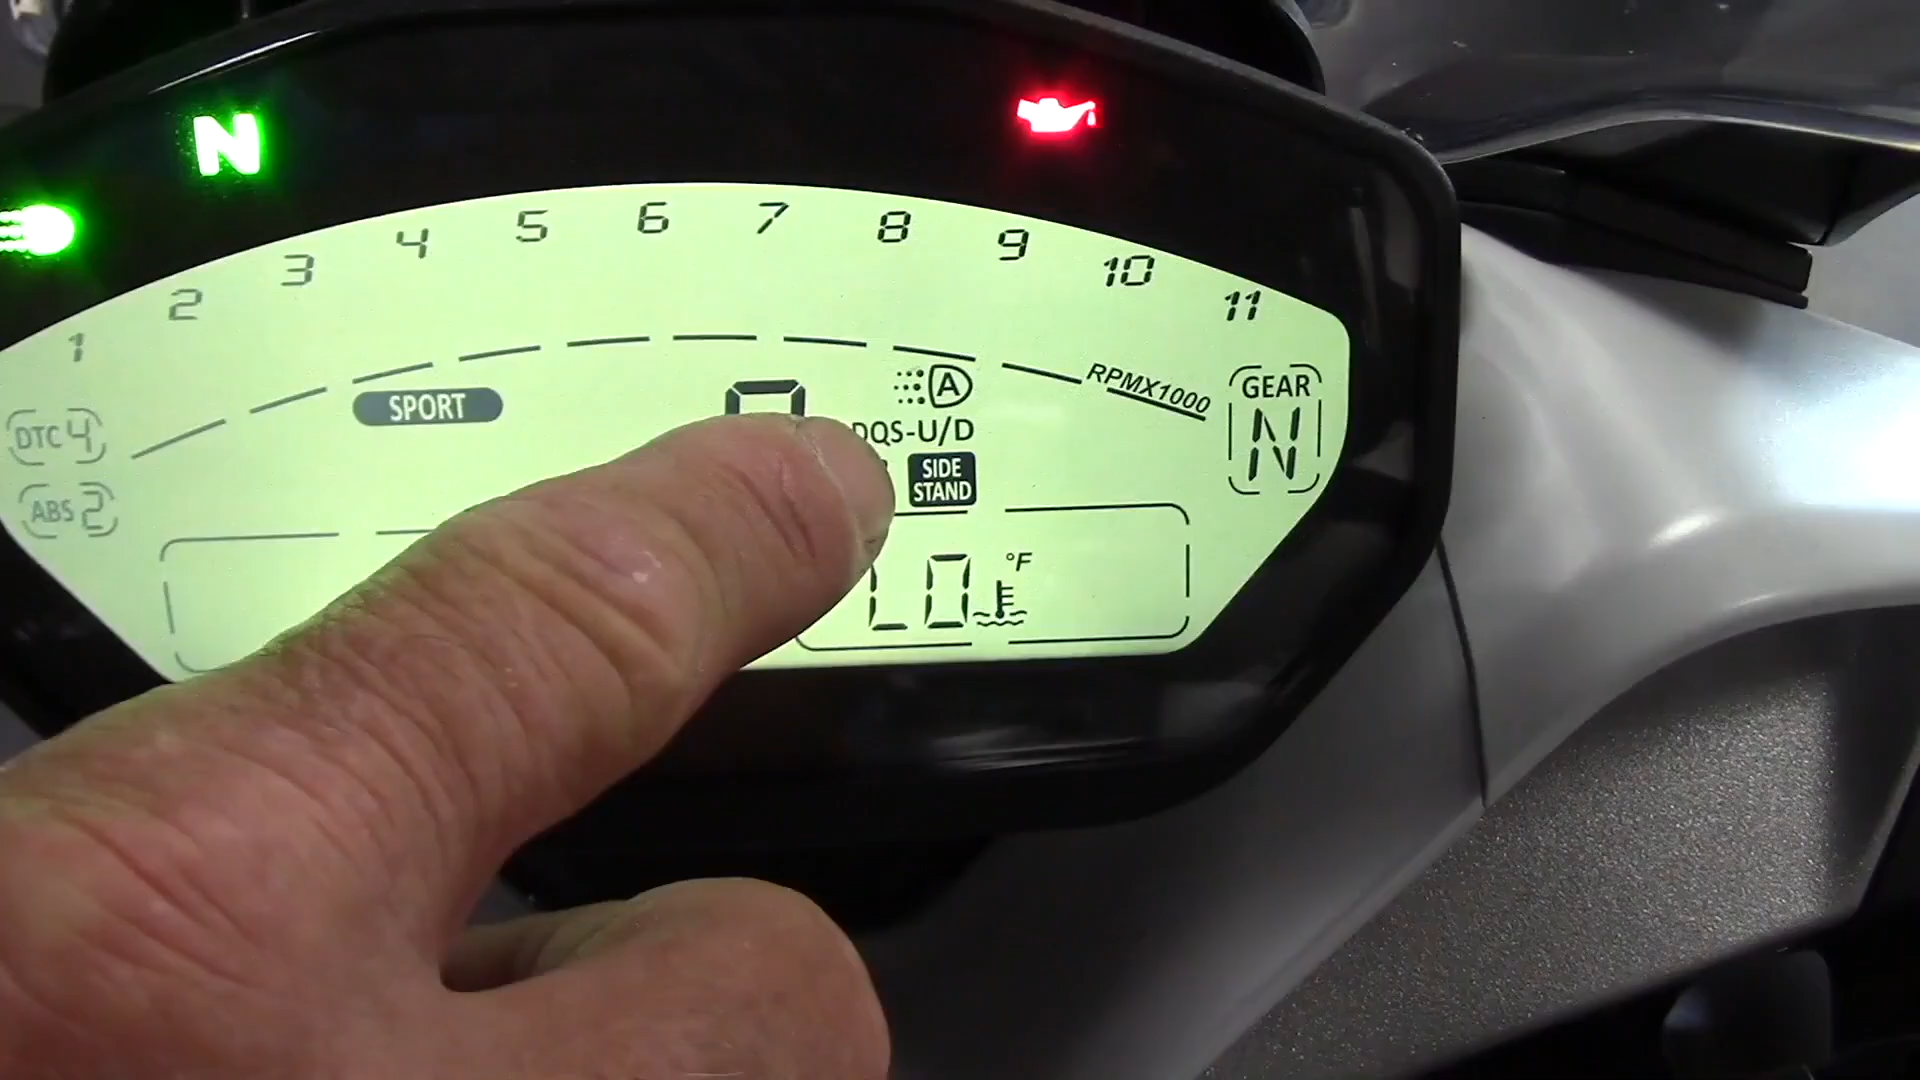 N
1 2 3 4 5 6 7 8 9 10 11
RPMX1000
SPORT
A
GEAR
N
DTC 4
DQS-U/D
SIDE
STAND
ABS 2
LO °F